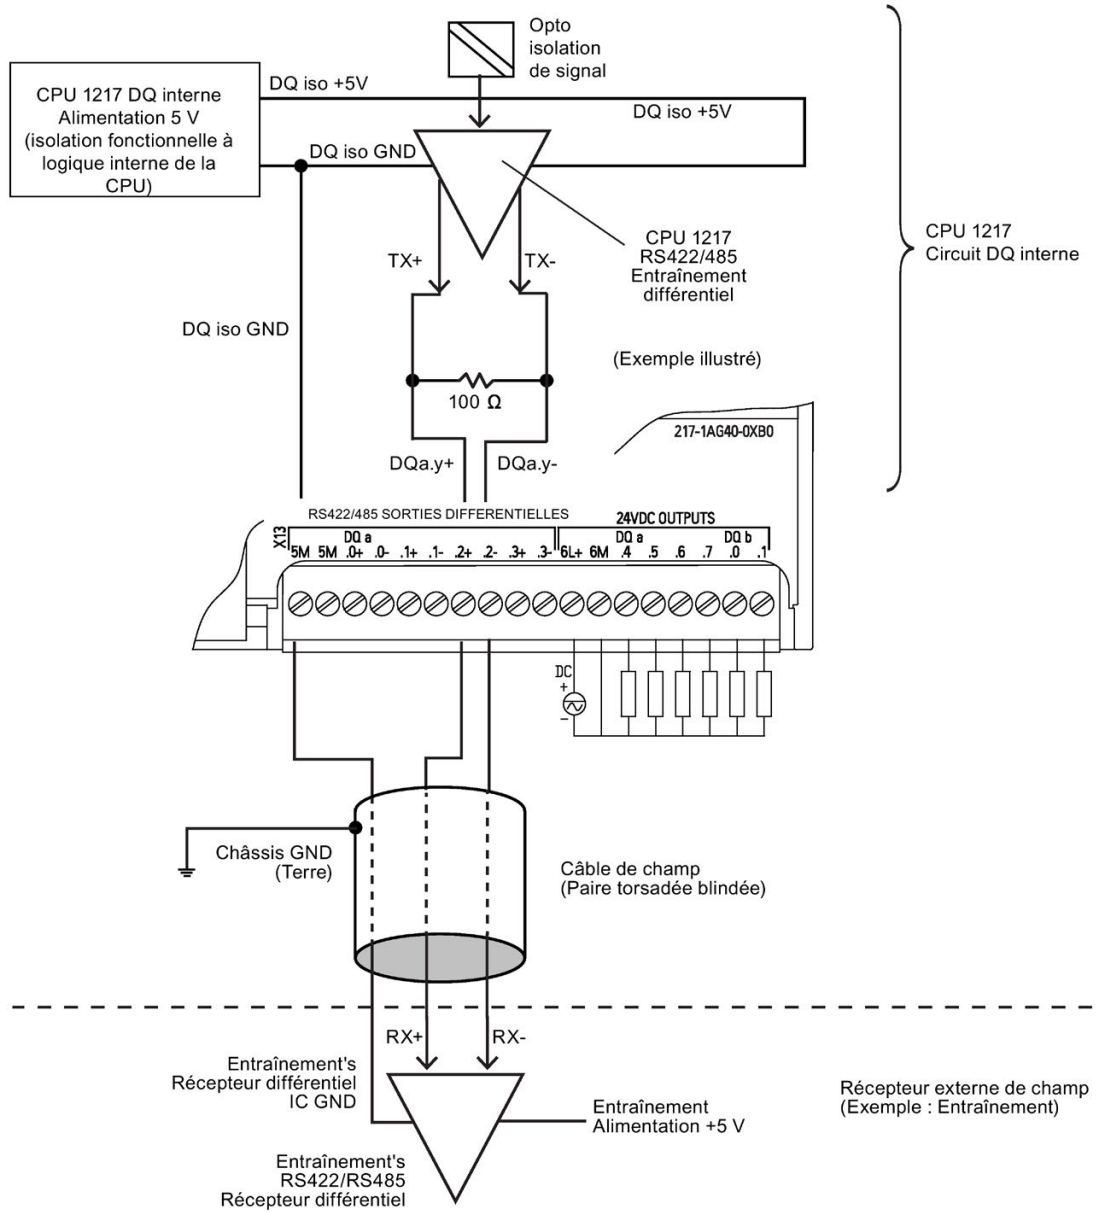 Opto
isolation
de signal
CPU 1217 DQ interne
Alimentation 5 V
(isolation fonctionnelle à
logique interne de la
CPU)
DQ iso +5V
DQ iso +5V
DQ iso GND
CPU 1217
RS422/485
Entraînement
différentiel
CPU 1217
Circuit DQ interne
TX+
TX-
DQ iso GND
(Exemple illustré)
100 Ω
217-1AG40-0XB0
DQa.y+
DQa.y-
RS422/485 SORTIES DIFFERENTIELLES
24VDC OUTPUTS
X13
DQ a
DQ a
DQ b
5M 5M .0+ .0- .1+ .1- .2+ .2- .3+ .3- 6L+ 6M .4 .5 .6 .7 .0 .1
DC
+
–
Châssis GND
(Terre)
Câble de champ
(Paire torsadée blindée)
RX+
RX-
Entraînement's
Récepteur différentiel
IC GND
Entraînement
Alimentation +5 V
Récepteur externe de champ
(Exemple : Entraînement)
Entraînement's
RS422/RS485
Récepteur différentiel